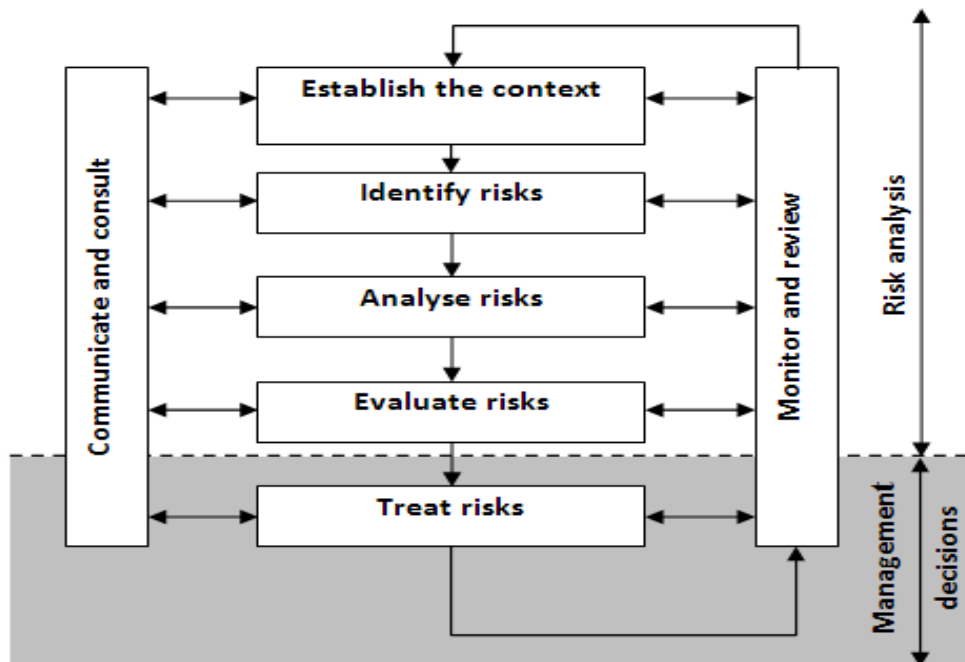 Establish the context
Identify risks
Analyse risks
Evaluate risks
Treat risks
Communicate and consult
Monitor and review
Risk analysis
Management
decisions